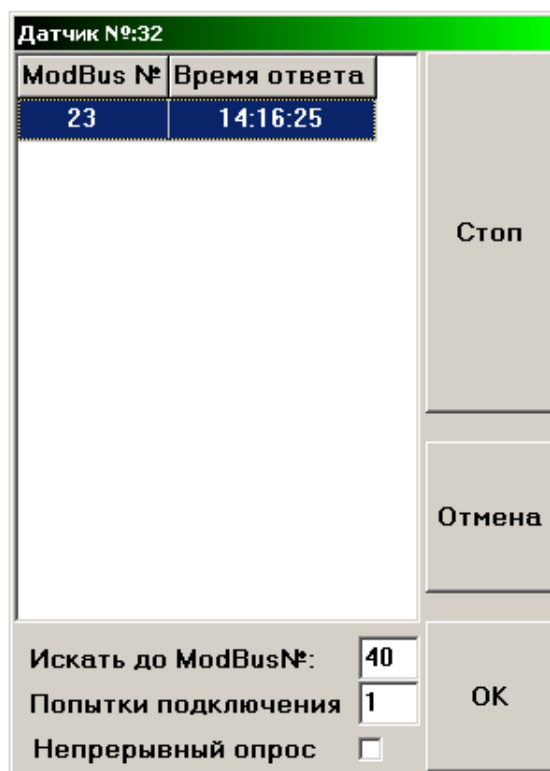 Датчик №:32
ModBus № Время ответа
23 14:16:25
Стоп
Отмена
Искать до ModBus№: 40
Попытки подключения 1
Непрерывный опрос
OK